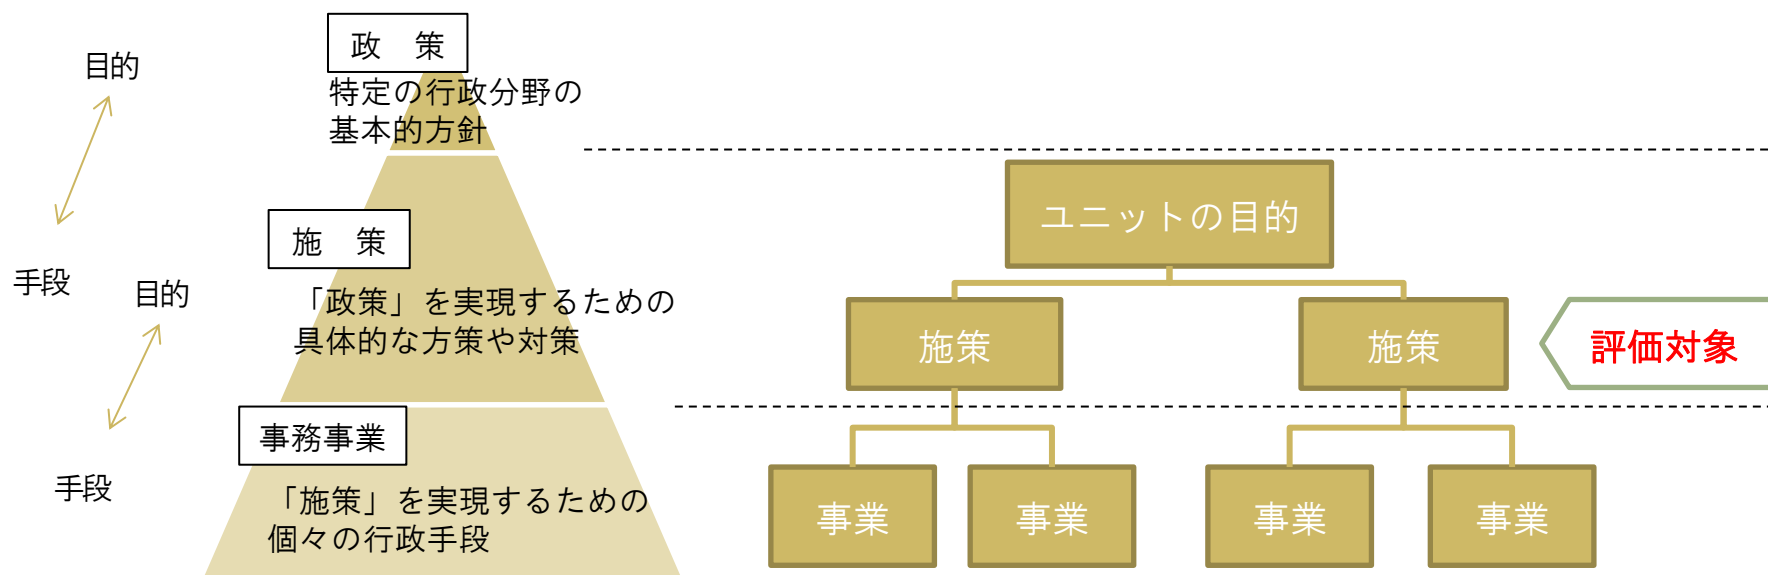 政　策
目的
特定の行政分野の
基本的方針
ユニットの目的
施　策
手段
目的
「政策」を実現するための
具体的な方策や対策
施策
施策
評価対象
事務事業
手段
「施策」を実現するための
個々の行政手段
事業
事業
事業
事業